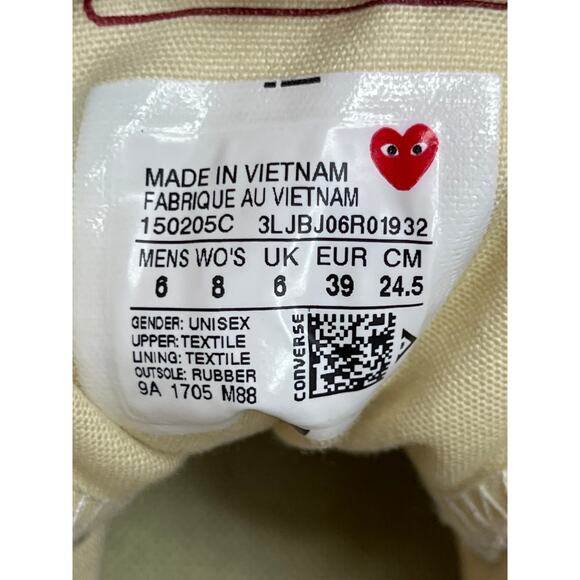 MADE IN VIETNAM
FABRIQUE AU VIETNAM
150205C 3LJBJ06R01932
MENS WO'S UK EUR CM
6 8 6 39 24.5
GENDER: UNISEX
UPPER: TEXTILE
LINING: TEXTILE
OUTSOLE: RUBBER
9A 1705 M88
CONVERSE